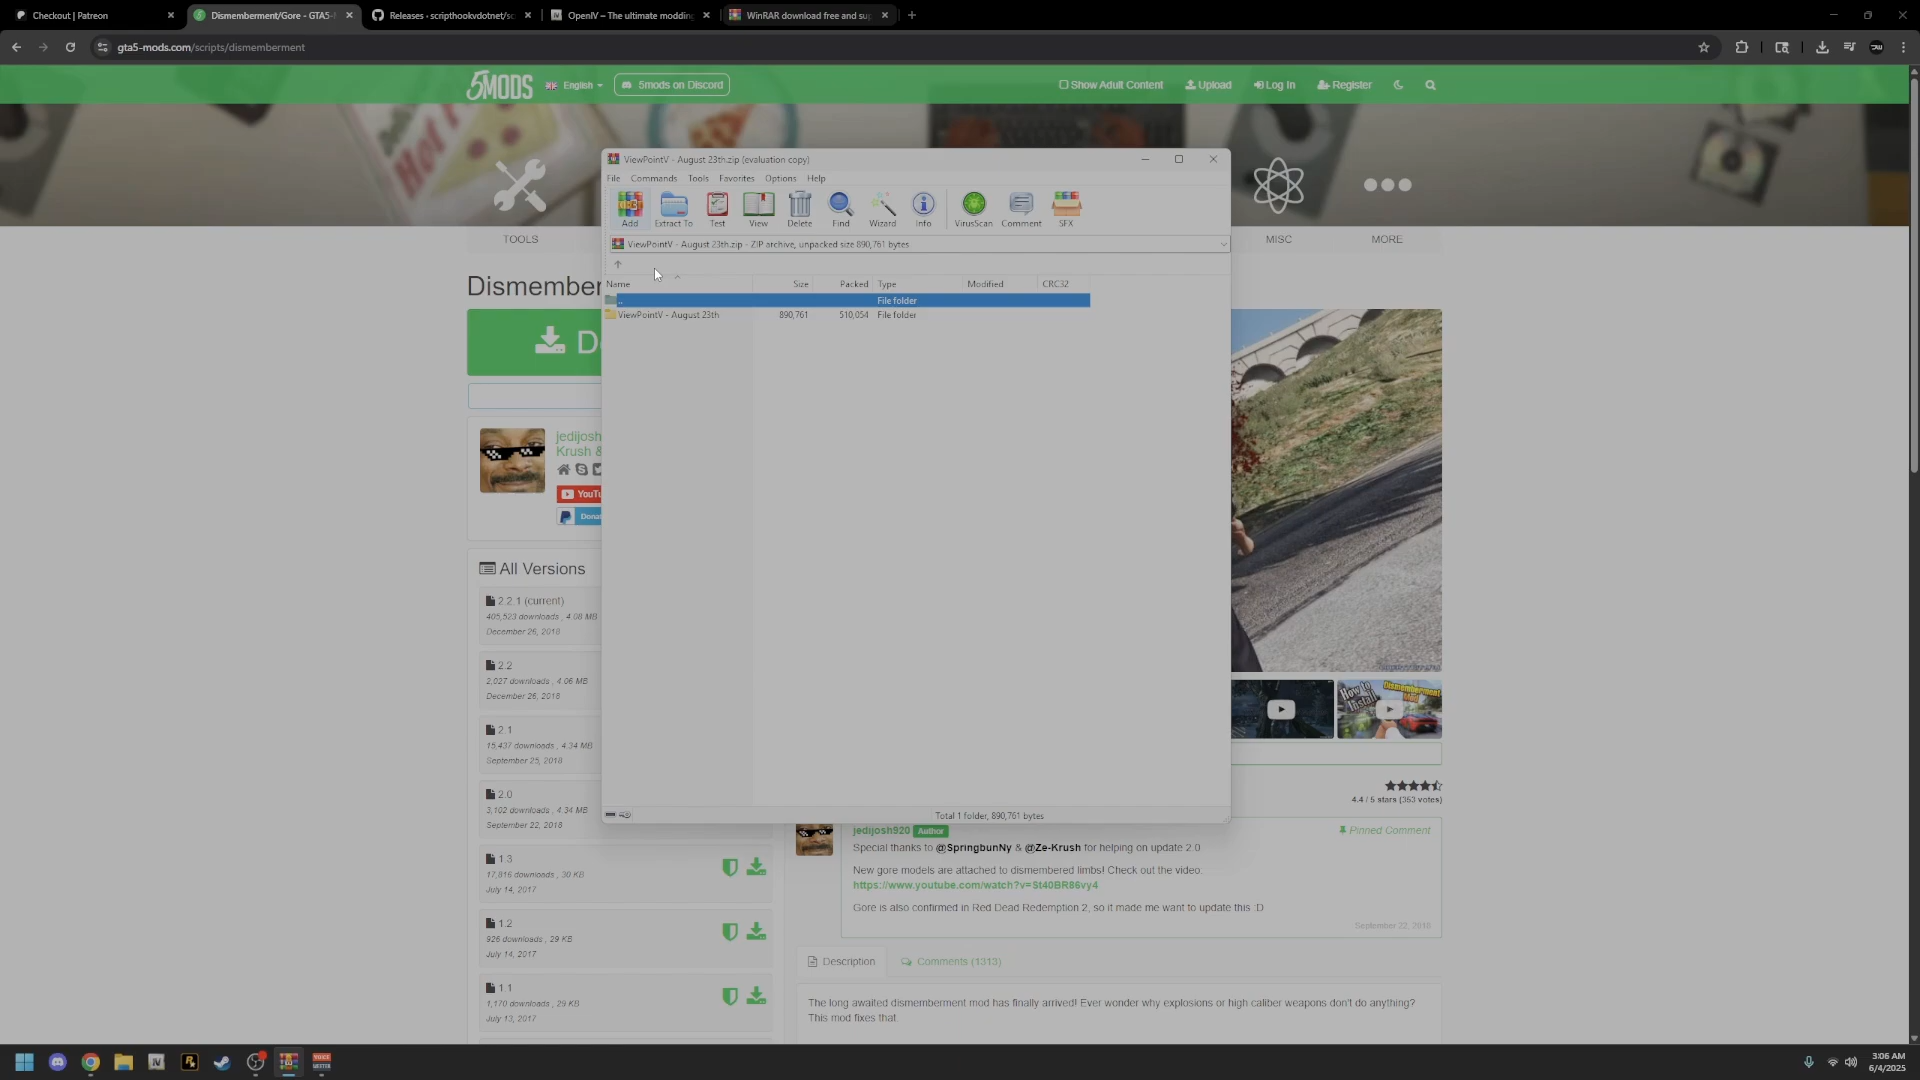 Checkout | Patreon
Dismemberment/Gore - GTA5-
Releases · scripthookvdotnet/sc
OpenIV – The ultimate modding
WinRAR download free and sup
gta5-mods.com/scripts/dismemberment
5MODS
English
5mods on Discord
Show Adult Content
Upload
Log In
Register
TOOLS
MISC
MORE
ViewPointV - August 23th.zip (evaluation copy)
File Commands Tools Favorites Options Help
Add
Extract To
Test
View
Delete
Find
Wizard
Info
VirusScan
Comment
SFX
ViewPointV - August 23th.zip - ZIP archive, unpacked size 890,761 bytes
Name Size Packed Type Modified CRC32
.. File folder
ViewPointV - August 23th 890,761 510,054 File folder
Total 1 folder, 890,761 bytes
Dismember
D
jedijosh
Krush &
YouTu
Dona
All Versions
2.2.1 (current)
405,523 downloads , 4.08 MB
December 26, 2018
2.2
2,027 downloads , 4.06 MB
December 26, 2018
2.1
15,437 downloads , 4.34 MB
September 25, 2018
2.0
3,102 downloads , 4.34 MB
September 22, 2018
1.3
17,816 downloads , 30 KB
July 14, 2017
1.2
926 downloads , 29 KB
July 14, 2017
1.1
1,170 downloads , 29 KB
July 13, 2017
How to
Install
Dismemberment
Mod
4.4 / 5 stars (353 votes)
jedijosh920 Author
Pinned Comment
Special thanks to @SpringbunNy & @Ze-Krush for helping on update 2.0
New gore models are attached to dismembered limbs! Check out the video:
https://www.youtube.com/watch?v=St40BR86vy4
Gore is also confirmed in Red Dead Redemption 2, so it made me want to update this :D
September 22, 2018
Description
Comments (1313)
The long awaited dismemberment mod has finally arrived! Ever wonder why explosions or high caliber weapons don't do anything?
This mod fixes that.
3:06 AM
6/4/2025